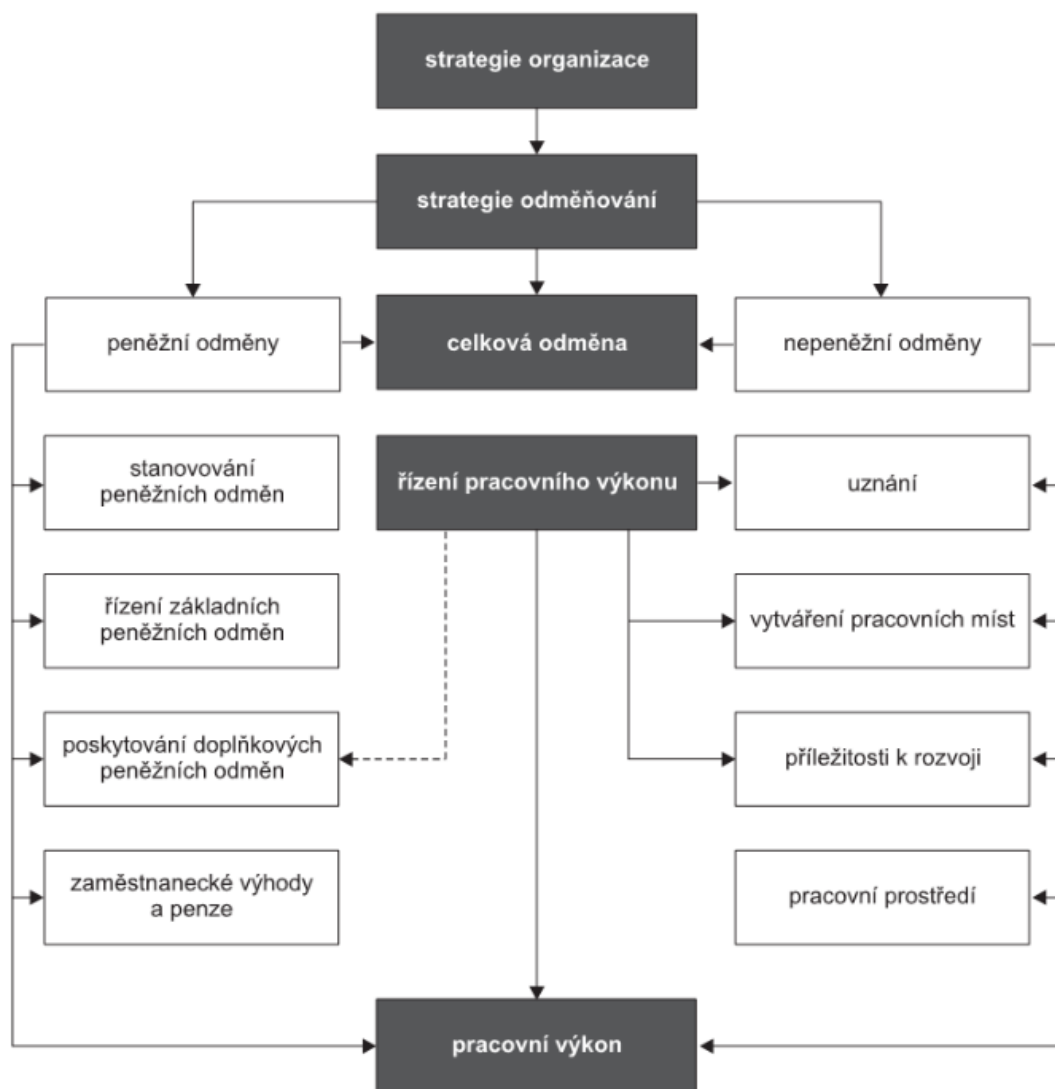 strategie organizace
strategie odměňování
peněžní odměny
celková odměna
nepeněžní odměny
stanovování
peněžních odměn
řízení pracovního výkonu
uznání
řízení základních
peněžních odměn
vytváření pracovních míst
poskytování doplňkových
peněžních odměn
příležitosti k rozvoji
zaměstnanecké výhody
a penze
pracovní prostředí
pracovní výkon